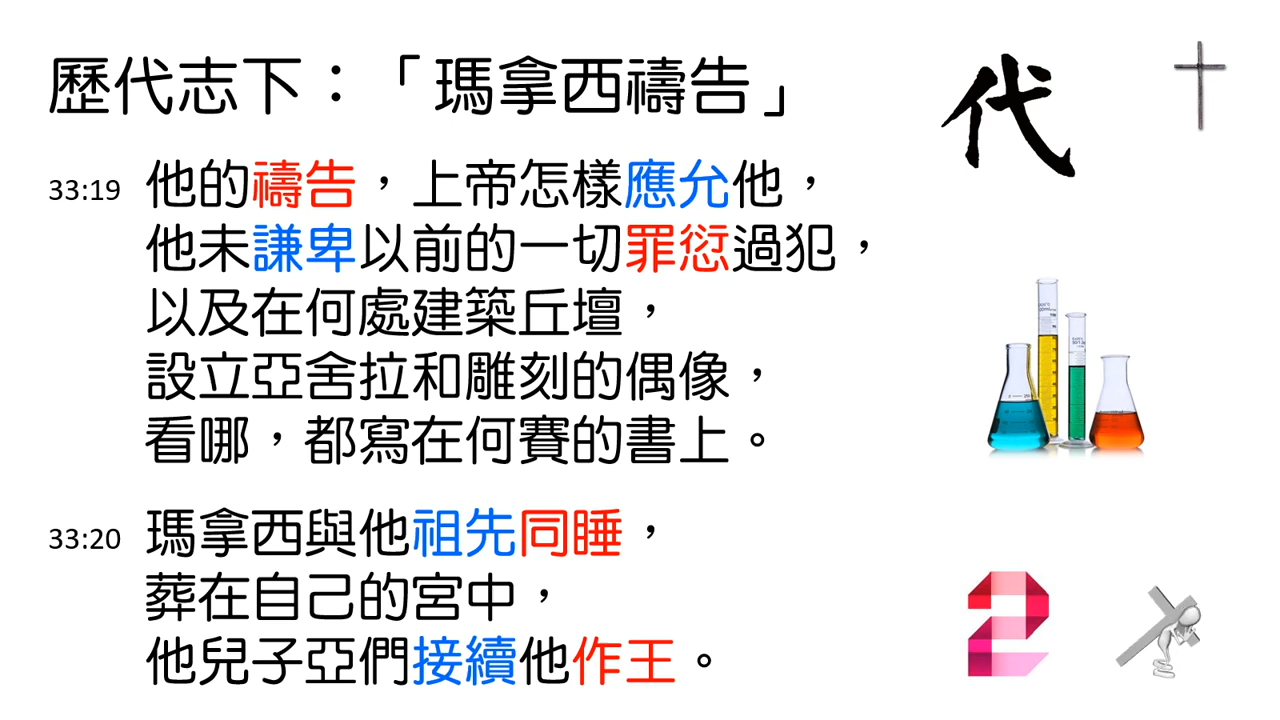 歷代志下：「瑪拿西禱告」
代
33:19 他的禱告，上帝怎樣應允他，
他未謙卑以前的一切罪愆過犯，
以及在何處建築丘壇，
設立亞舍拉和雕刻的偶像，
看哪，都寫在何賽的書上。
33:20 瑪拿西與他祖先同睡，
葬在自己的宮中，
他兒子亞們接續他作王。
2